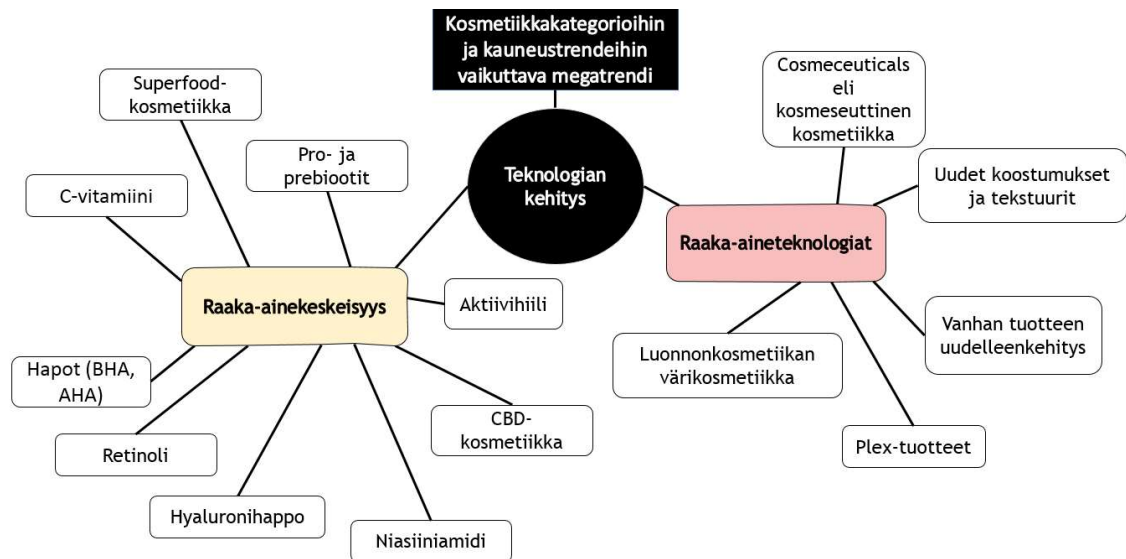 Kosmetiikkakategorioihin
ja kauneustrendeihin
vaikuttava megatrendi
Teknologian
kehitys
Superfood-
kosmetiikka
Pro- ja
prebiootit
C-vitamiini
Raaka-ainekeskeisyys
Aktiivihiili
Hapot (BHA,
AHA)
Retinoli
Hyaluronihappo
Niasiiniamidi
CBD-
kosmetiikka
Cosmeceuticals
eli
kosmeseuttinen
kosmetiikka
Uudet koostumukset
ja tekstuurit
Raaka-aineteknologiat
Luonnonkosmetiikan
värikosmetiikka
Vanhan tuotteen
uudelleenkehitys
Plex-tuotteet